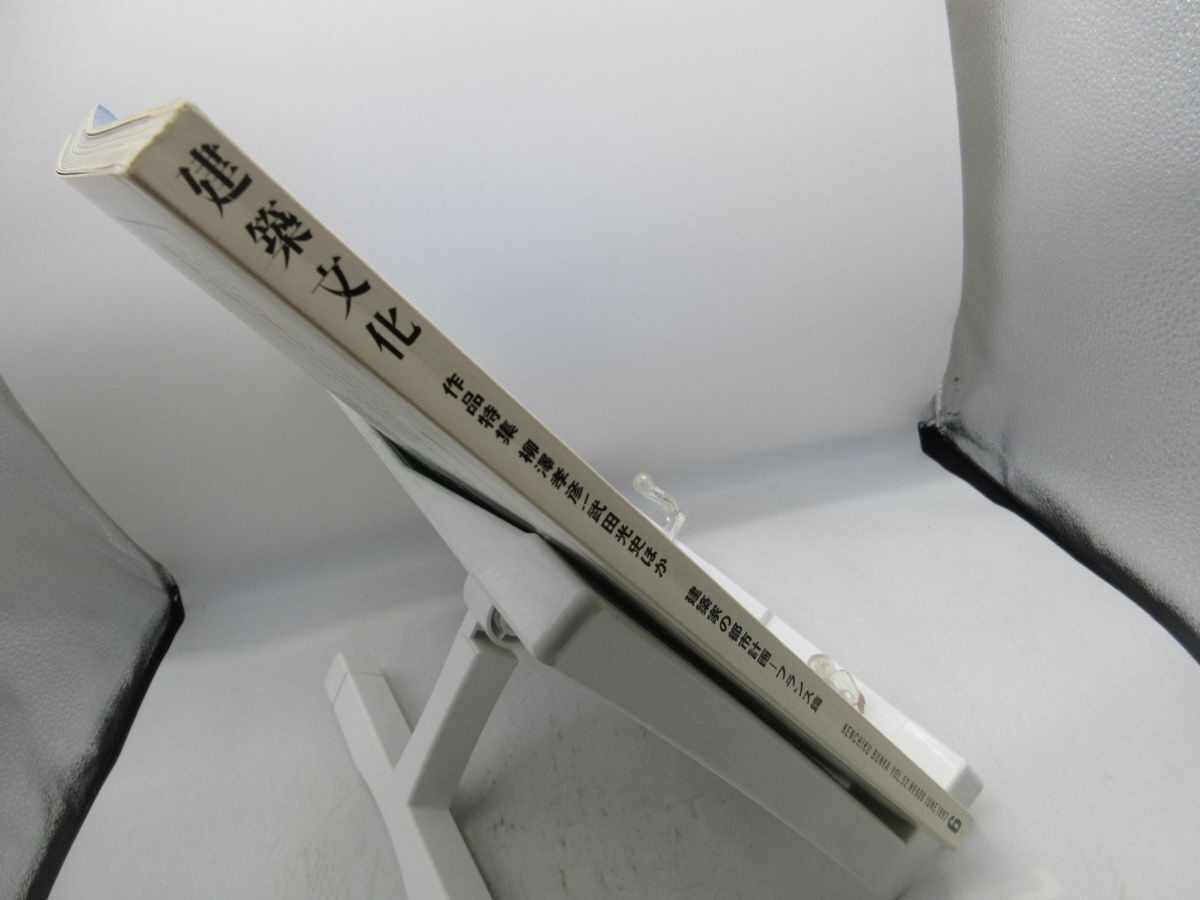 建築文化
作品特集 柳澤孝彦|武田光史ほか
建築家の都市計画—フランス編
KENCHIKU BUNKA VOL.52 Nº608 JUNE 1997 6